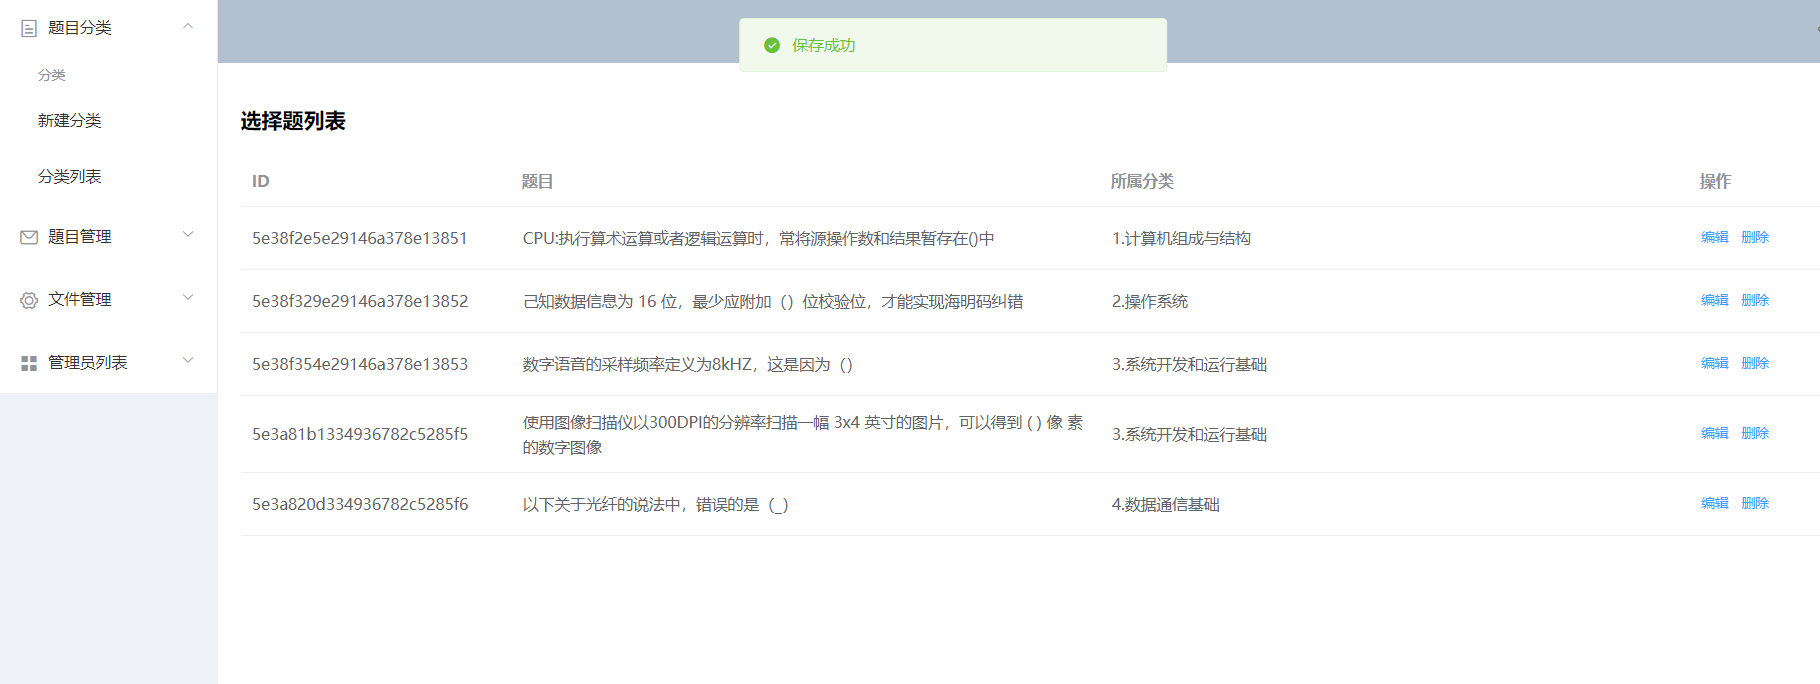 题目分类
分类
新建分类
分类列表
题目管理
文件管理
管理员列表
保存成功
选择题列表
ID 题目 所属分类 操作
5e38f2e5e29146a378e13851 CPU:执行算术运算或者逻辑运算时，常将源操作数和结果暂存在()中 1.计算机组成与结构 编辑 删除
5e38f329e29146a378e13852 己知数据信息为 16 位，最少应附加（）位校验位，才能实现海明码纠错 2.操作系统 编辑 删除
5e38f354e29146a378e13853 数字语音的采样频率定义为8kHZ，这是因为（） 3.系统开发和运行基础 编辑 删除
5e3a81b1334936782c5285f5 使用图像扫描仪以300DPI的分辨率扫描一幅 3x4 英寸的图片，可以得到 ( ) 像 素
的数字图像 3.系统开发和运行基础 编辑 删除
5e3a820d334936782c5285f6 以下关于光纤的说法中，错误的是（_） 4.数据通信基础 编辑 删除